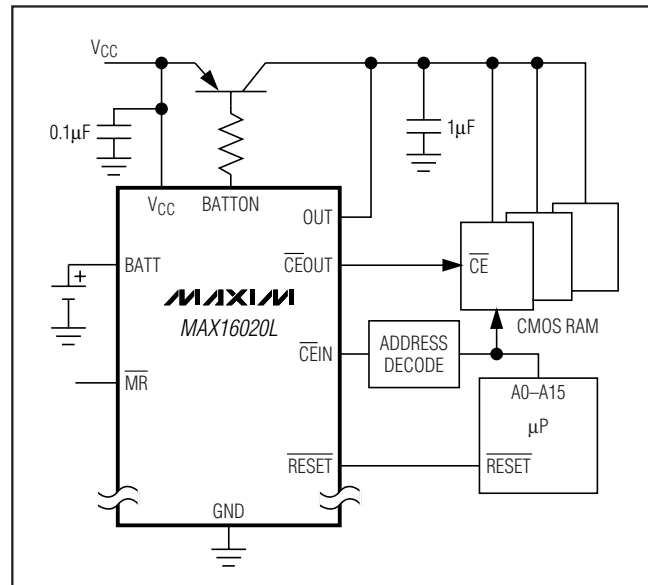 VCC
0.1µF
1µF
VCC
BATTON
OUT
BATT
+
CEOUT
CE
MAXIM
MAX16020L
CMOS RAM
CEIN
ADDRESS
DECODE
MR
A0–A15
µP
RESET
RESET
GND